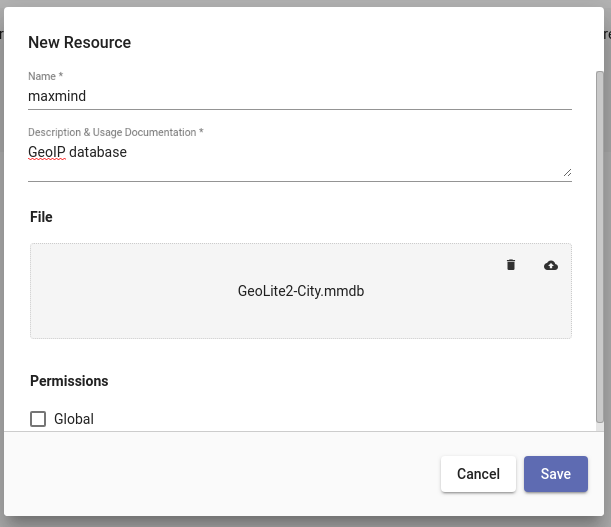 New Resource
Name *
maxmind
Description & Usage Documentation *
GeoIP database
File
GeoLite2-City.mmdb
Permissions
Global
Cancel
Save